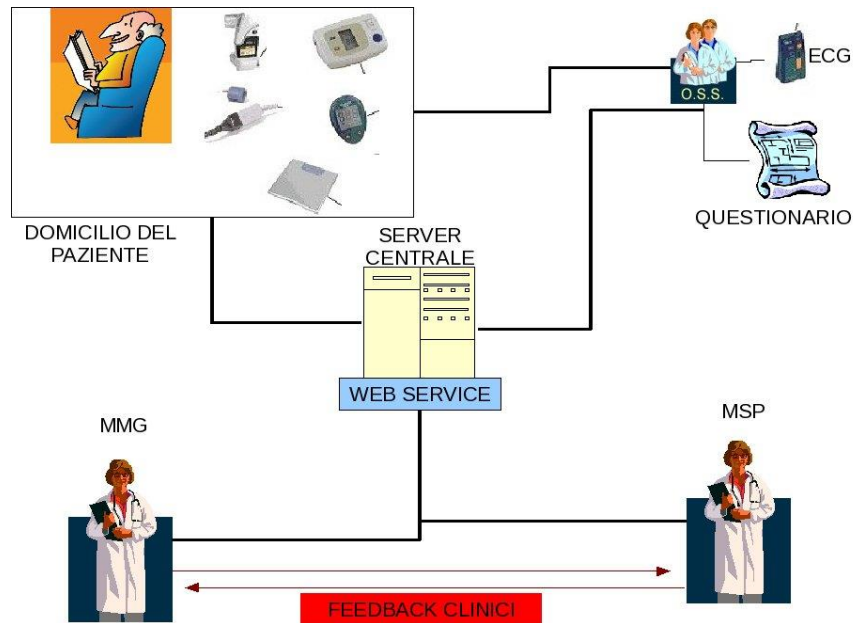 O.S.S.
ECG
QUESTIONARIO
DOMICILIO DEL
PAZIENTE
SERVER
CENTRALE
WEB SERVICE
MMG
MSP
FEEDBACK CLINICI